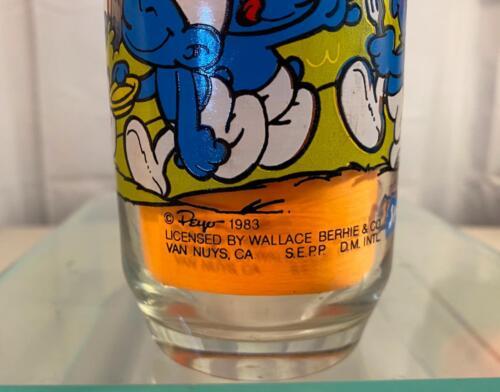 © Peyo 1983
LICENSED BY WALLACE BERRIE & CO.
VAN NUYS, CA S.E.P.P. D.M. INTL.